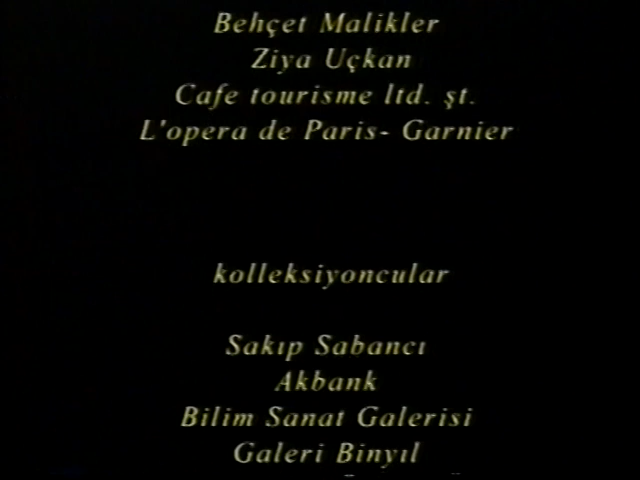 Behçet Malikler
Ziya Uçkan
Cafe tourisme ltd. şt.
L'opera de Paris- Garnier
kolleksiyoncular
Sakıp Sabancı
Akbank
Bilim Sanat Galerisi
Galeri Binyıl